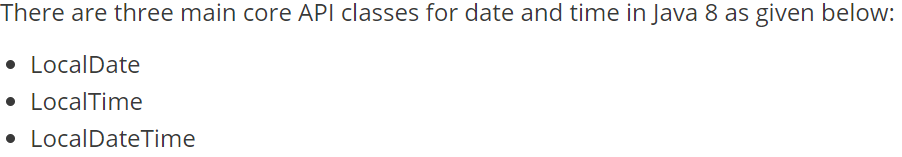 There are three main core API classes for date and time in Java 8 as given below:
• LocalDate
• LocalTime
• LocalDateTime